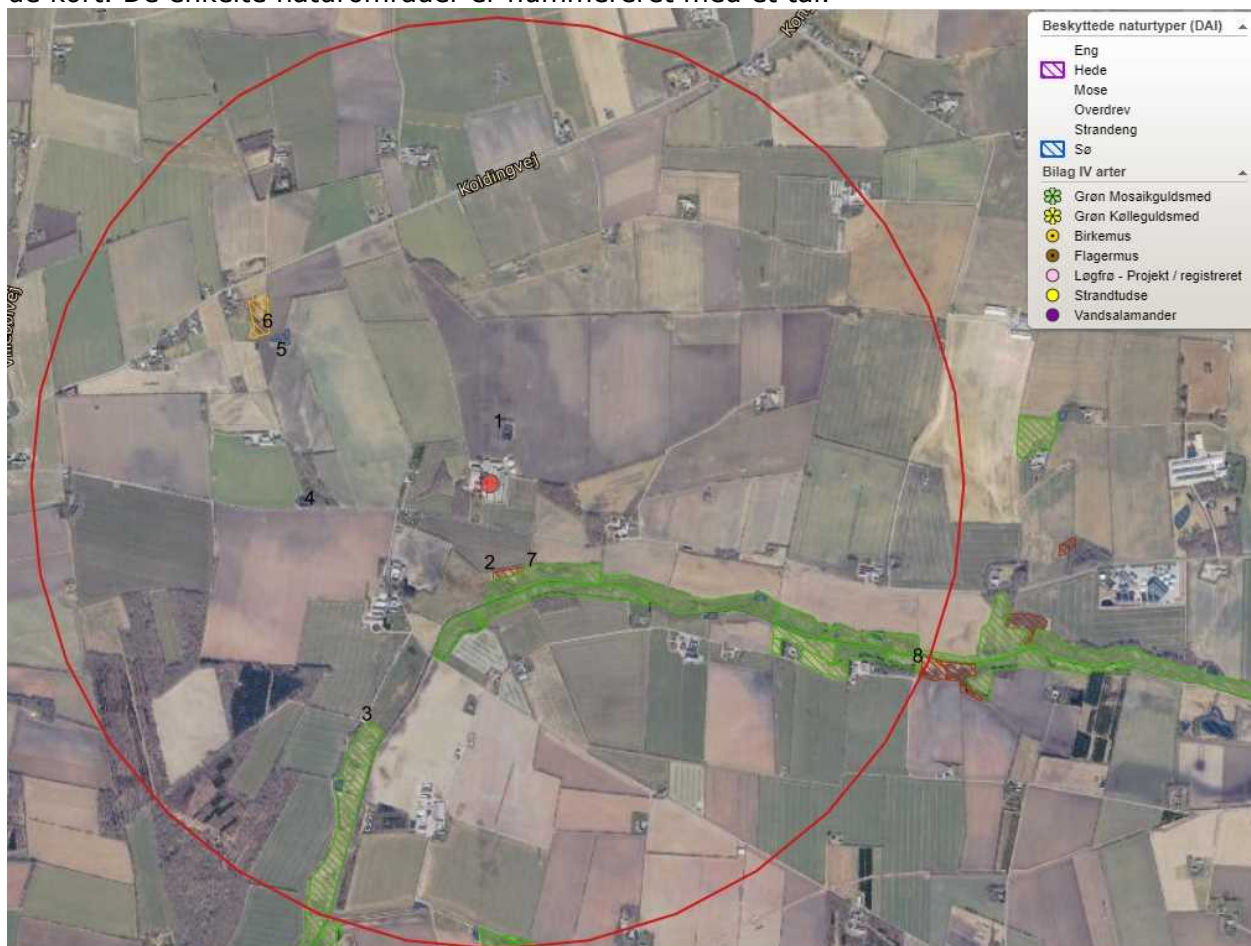 de kort. De enkelte naturområder er nummereret med et tal.
Beskyttede naturtyper (DAI)
Eng
Hede
Mose
Overdrev
Strandeng
Sø
Bilag IV arter
Grøn Mosaikguldsmed
Grøn Kølleguldsmed
Birkemus
Flagermus
Løgfrø - Projekt / registreret
Strandtudse
Vandsalamander
Koldingvej
6
5
1
4
2
7
8
3